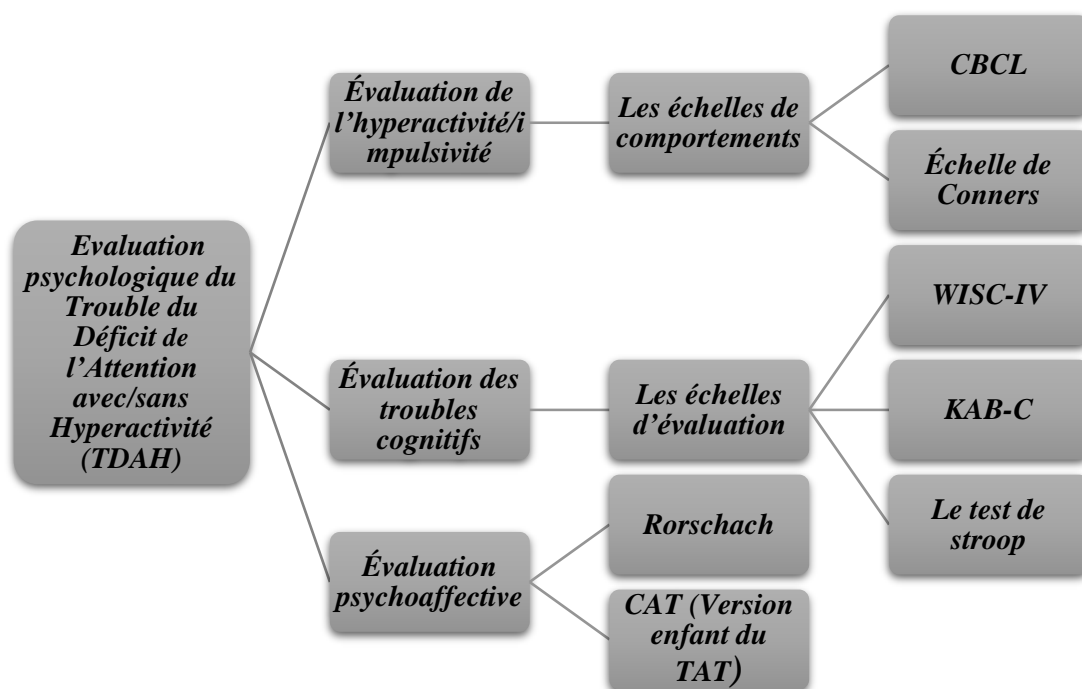 Evaluation
psychologique du
Trouble du
Déficit de
l’Attention
avec/sans
Hyperactivité
(TDAH)
Évaluation de
l’hyperactivité/i
mpulsivité
Les échelles de
comportements
CBCL
Échelle de
Conners
Évaluation des
troubles
cognitifs
Les échelles
d’évaluation
WISC-IV
KAB-C
Le test de
stroop
Évaluation
psychoaffective
Rorschach
CAT (Version
enfant du
TAT)